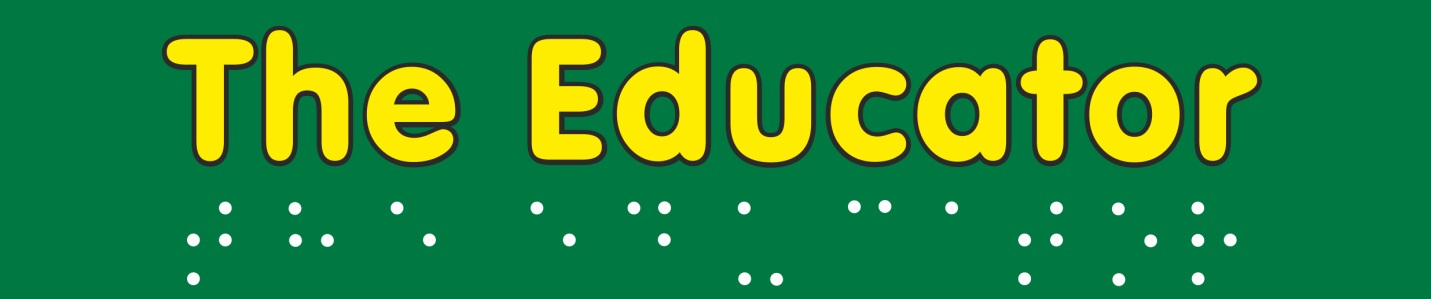 The Educator
⠞⠓⠑ ⠑⠙⠥⠉⠁⠞⠕⠗